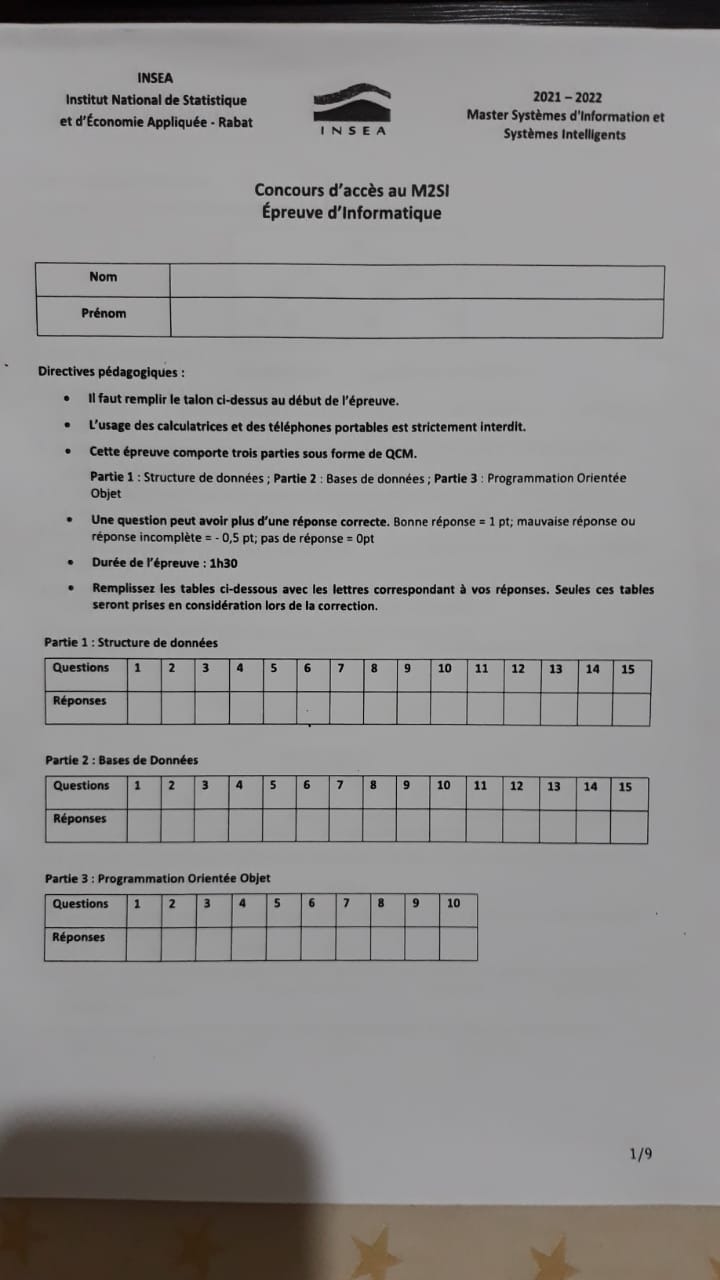 INSEA
Institut National de Statistique
et d'Économie Appliquée - Rabat
INSEA
2021 – 2022
Master Systèmes d'Information et
Systèmes Intelligents
Concours d'accès au M2SI
Épreuve d'Informatique
Nom
Prénom
Directives pédagogiques :
• Il faut remplir le talon ci-dessus au début de l'épreuve.
• L'usage des calculatrices et des téléphones portables est strictement interdit.
• Cette épreuve comporte trois parties sous forme de QCM.
Partie 1 : Structure de données ; Partie 2 : Bases de données ; Partie 3 : Programmation Orientée
Objet
• Une question peut avoir plus d'une réponse correcte. Bonne réponse = 1 pt; mauvaise réponse ou
réponse incomplète = - 0,5 pt; pas de réponse = 0pt
• Durée de l'épreuve : 1h30
• Remplissez les tables ci-dessous avec les lettres correspondant à vos réponses. Seules ces tables
seront prises en considération lors de la correction.
Partie 1 : Structure de données
Questions 1 2 3 4 5 6 7 8 9 10 11 12 13 14 15
Réponses
Partie 2 : Bases de Données
Questions 1 2 3 4 5 6 7 8 9 10 11 12 13 14 15
Réponses
Partie 3 : Programmation Orientée Objet
Questions 1 2 3 4 5 6 7 8 9 10
Réponses
1/9